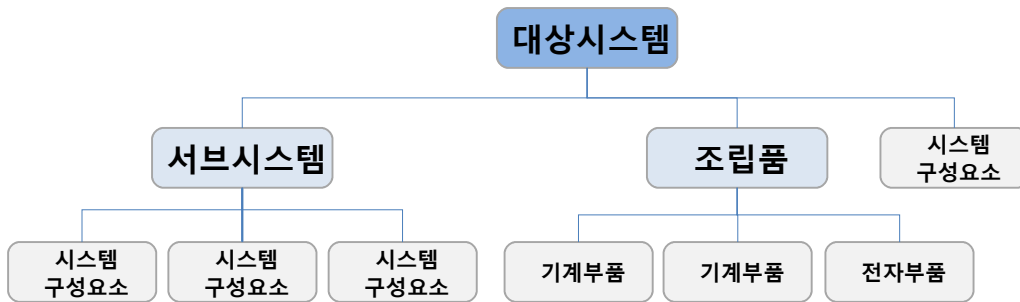 대상시스템
서브시스템
조립품
시스템
구성요소
시스템
구성요소
시스템
구성요소
시스템
구성요소
기계부품
기계부품
전자부품